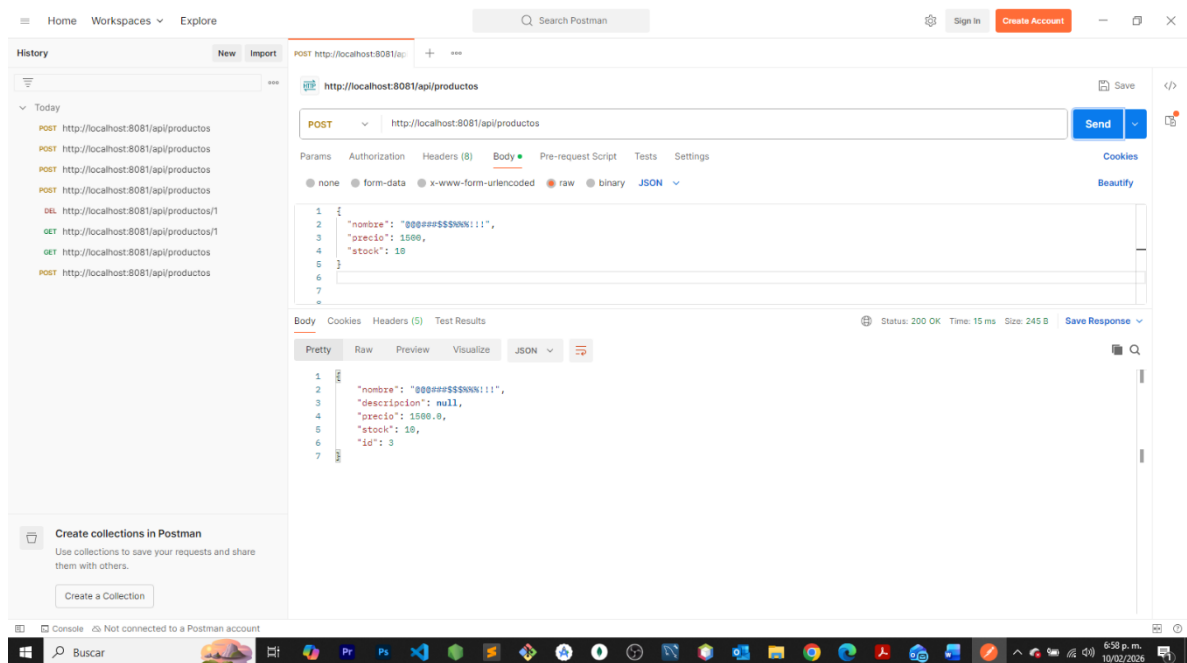 Home Workspaces Explore Search Postman Sign In Create Account
History New Import POST http://localhost:8081/ap
http://localhost:8081/api/productos Save
Today
POST http://localhost:8081/api/productos
POST http://localhost:8081/api/productos
POST http://localhost:8081/api/productos
POST http://localhost:8081/api/productos
DEL http://localhost:8081/api/productos/1
GET http://localhost:8081/api/productos/1
GET http://localhost:8081/api/productos
POST http://localhost:8081/api/productos
POST http://localhost:8081/api/productos Send
Params Authorization Headers (8) Body Pre-request Script Tests Settings Cookies
none form-data x-www-form-urlencoded raw binary JSON Beautify
1 {
2 "nombre": "@@@###$$$%%%!!!",
3 "precio": 1500,
4 "stock": 10
5 }
6
7
8
Body Cookies Headers (5) Test Results Status: 200 OK Time: 15 ms Size: 245 B Save Response
Pretty Raw Preview Visualize JSON
1 {
2 "nombre": "@@@###$$$%%%!!!",
3 "descripcion": null,
4 "precio": 1500.0,
5 "stock": 10,
6 "id": 3
7 }
Create collections in Postman
Use collections to save your requests and share
them with others.
Create a Collection
Console Not connected to a Postman account
Buscar Pr Ps 6:58 p. m.
10/02/2026